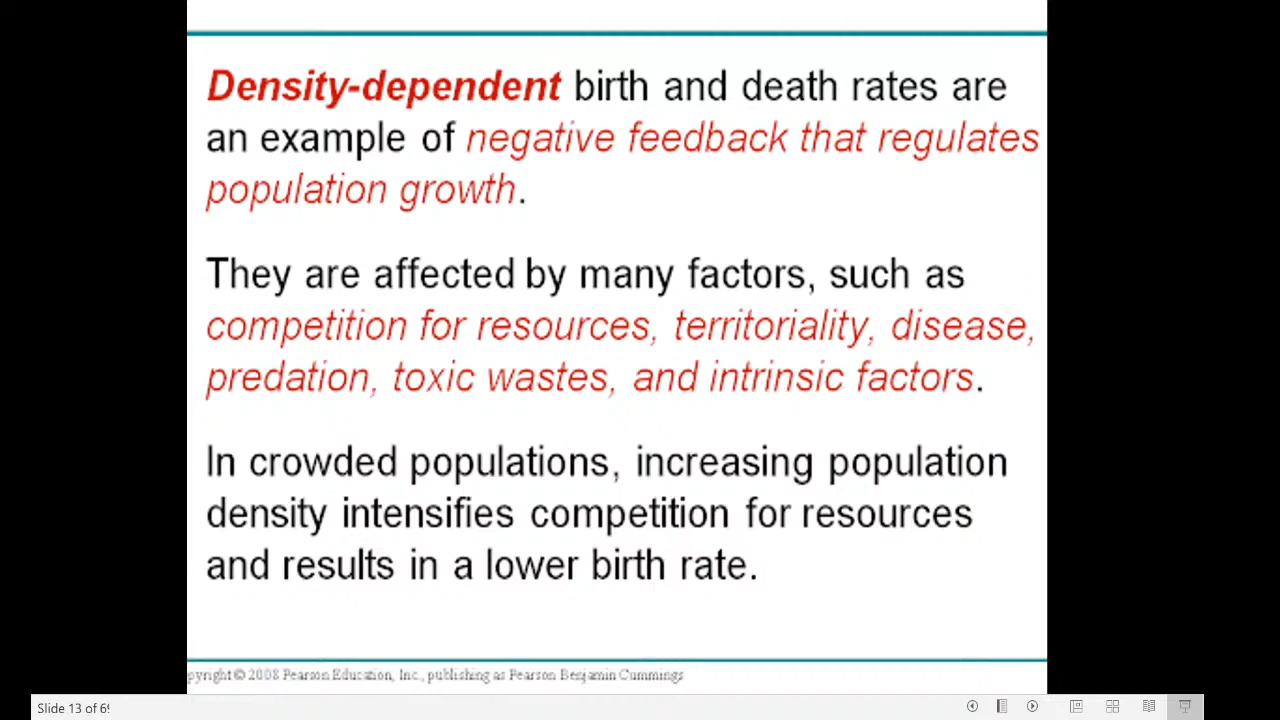 Density-dependent birth and death rates are
an example of negative feedback that regulates
population growth.
They are affected by many factors, such as
competition for resources, territoriality, disease,
predation, toxic wastes, and intrinsic factors.
In crowded populations, increasing population
density intensifies competition for resources
and results in a lower birth rate.
pyright © 2008 Pearson Education, Inc., publishing as Pearson Benjamin Cummings
Slide 13 of 69